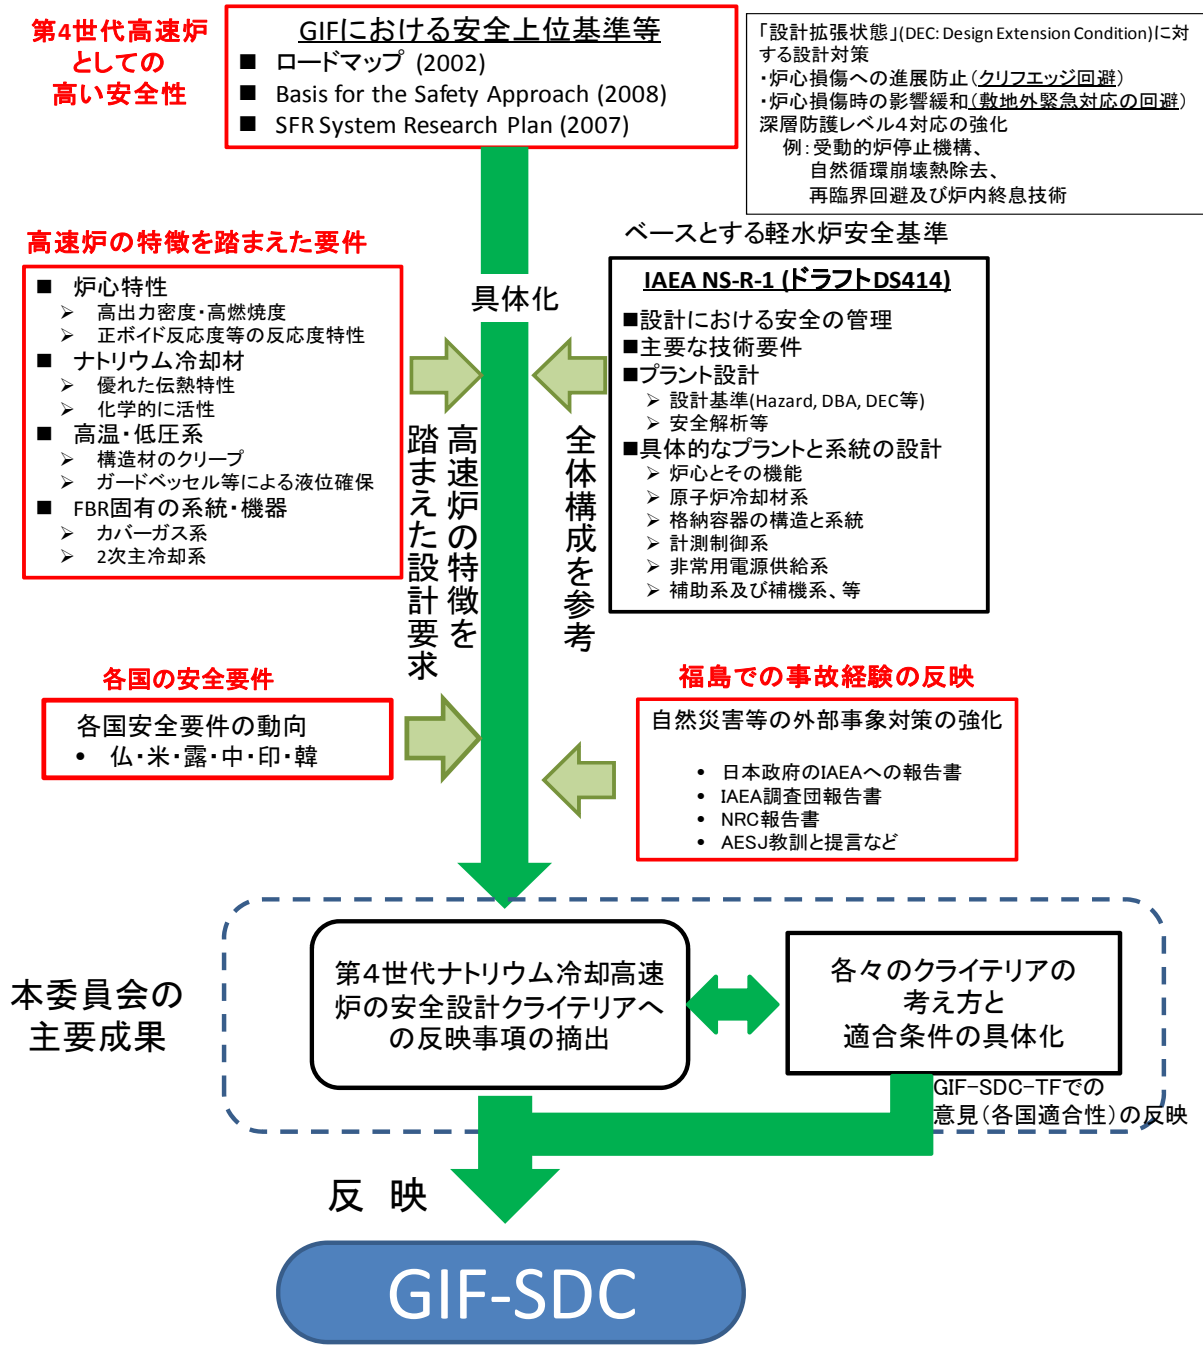 第4世代高速炉
としての
高い安全性
GIFにおける安全上位基準等
■ ロードマップ (2002)
■ Basis for the Safety Approach (2008)
■ SFR System Research Plan (2007)
「設計拡張状態」(DEC: Design Extension Condition)に対
する設計対策
・炉心損傷への進展防止(クリフエッジ回避)
・炉心損傷時の影響緩和(敷地外緊急対応の回避)
深層防護レベル4対応の強化
例:受動的炉停止機構、
自然循環崩壊熱除去、
再臨界回避及び炉内終息技術
高速炉の特徴を踏まえた要件
■ 炉心特性
➢ 高出力密度・高燃焼度
➢ 正ボイド反応度等の反応度特性
■ ナトリウム冷却材
➢ 優れた伝熱特性
➢ 化学的に活性
■ 高温・低圧系
➢ 構造材のクリープ
➢ ガードベッセル等による液位確保
■ FBR固有の系統・機器
➢ カバーガス系
➢ 2次主冷却系
具体化
ベースとする軽水炉安全基準
IAEA NS-R-1 (ドラフトDS414)
■設計における安全の管理
■主要な技術要件
■プラント設計
➢ 設計基準(Hazard, DBA, DEC等)
➢ 安全解析等
■具体的なプラントと系統の設計
➢ 炉心とその機能
➢ 原子炉冷却材系
➢ 格納容器の構造と系統
➢ 計測制御系
➢ 非常用電源供給系
➢ 補助系及び補機系、等
高速炉の特徴を
踏まえた設計要求
全体構成を参考
各国の安全要件
各国安全要件の動向
• 仏・米・露・中・印・韓
福島での事故経験の反映
自然災害等の外部事象対策の強化
• 日本政府のIAEAへの報告書
• IAEA調査団報告書
• NRC報告書
• AESJ教訓と提言など
本委員会の
主要成果
第4世代ナトリウム冷却高速
炉の安全設計クライテリアへ
の反映事項の摘出
各々のクライテリアの
考え方と
適合条件の具体化
GIF-SDC-TFでの
意見(各国適合性)の反映
反 映
GIF-SDC